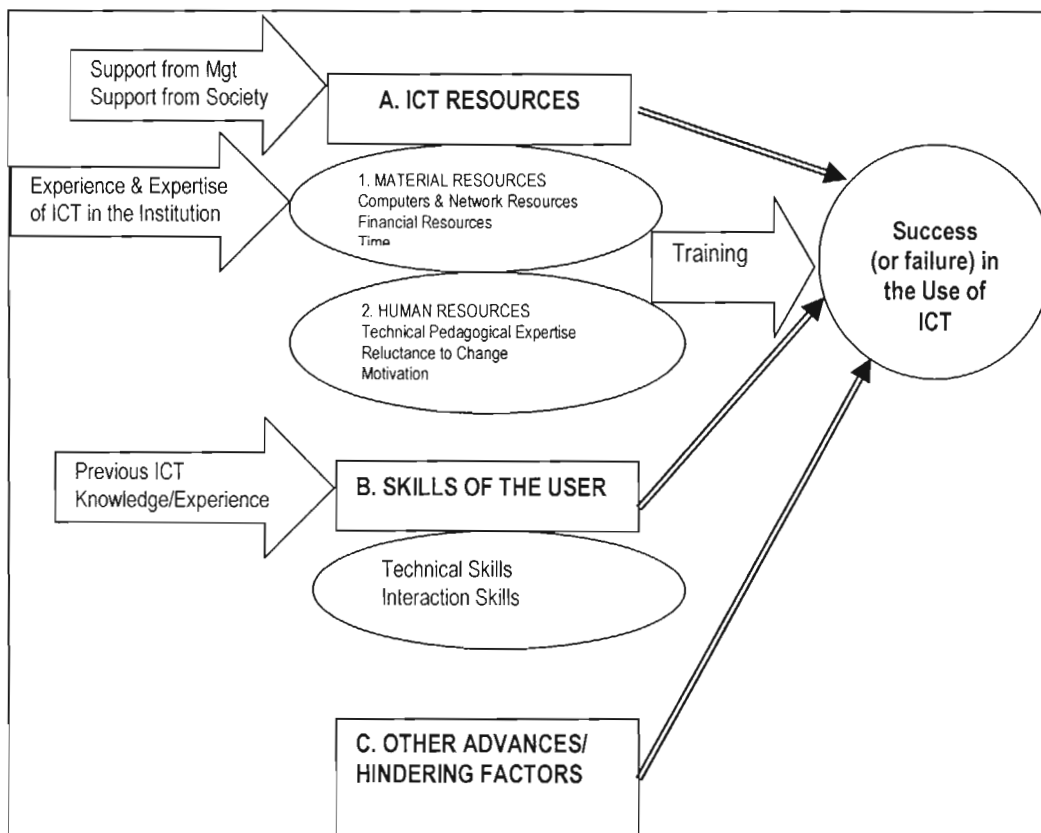 Support from Mgt
Support from Society
A. ICT RESOURCES
Experience & Expertise
of ICT in the Institution
1. MATERIAL RESOURCES
Computers & Network Resources
Financial Resources
Time
Training
Success
(or failure) in
the Use of
ICT
2. HUMAN RESOURCES
Technical Pedagogical Expertise
Reluctance to Change
Motivation
Previous ICT
Knowledge/Experience
B. SKILLS OF THE USER
Technical Skills
Interaction Skills
C. OTHER ADVANCES/
HINDERING FACTORS